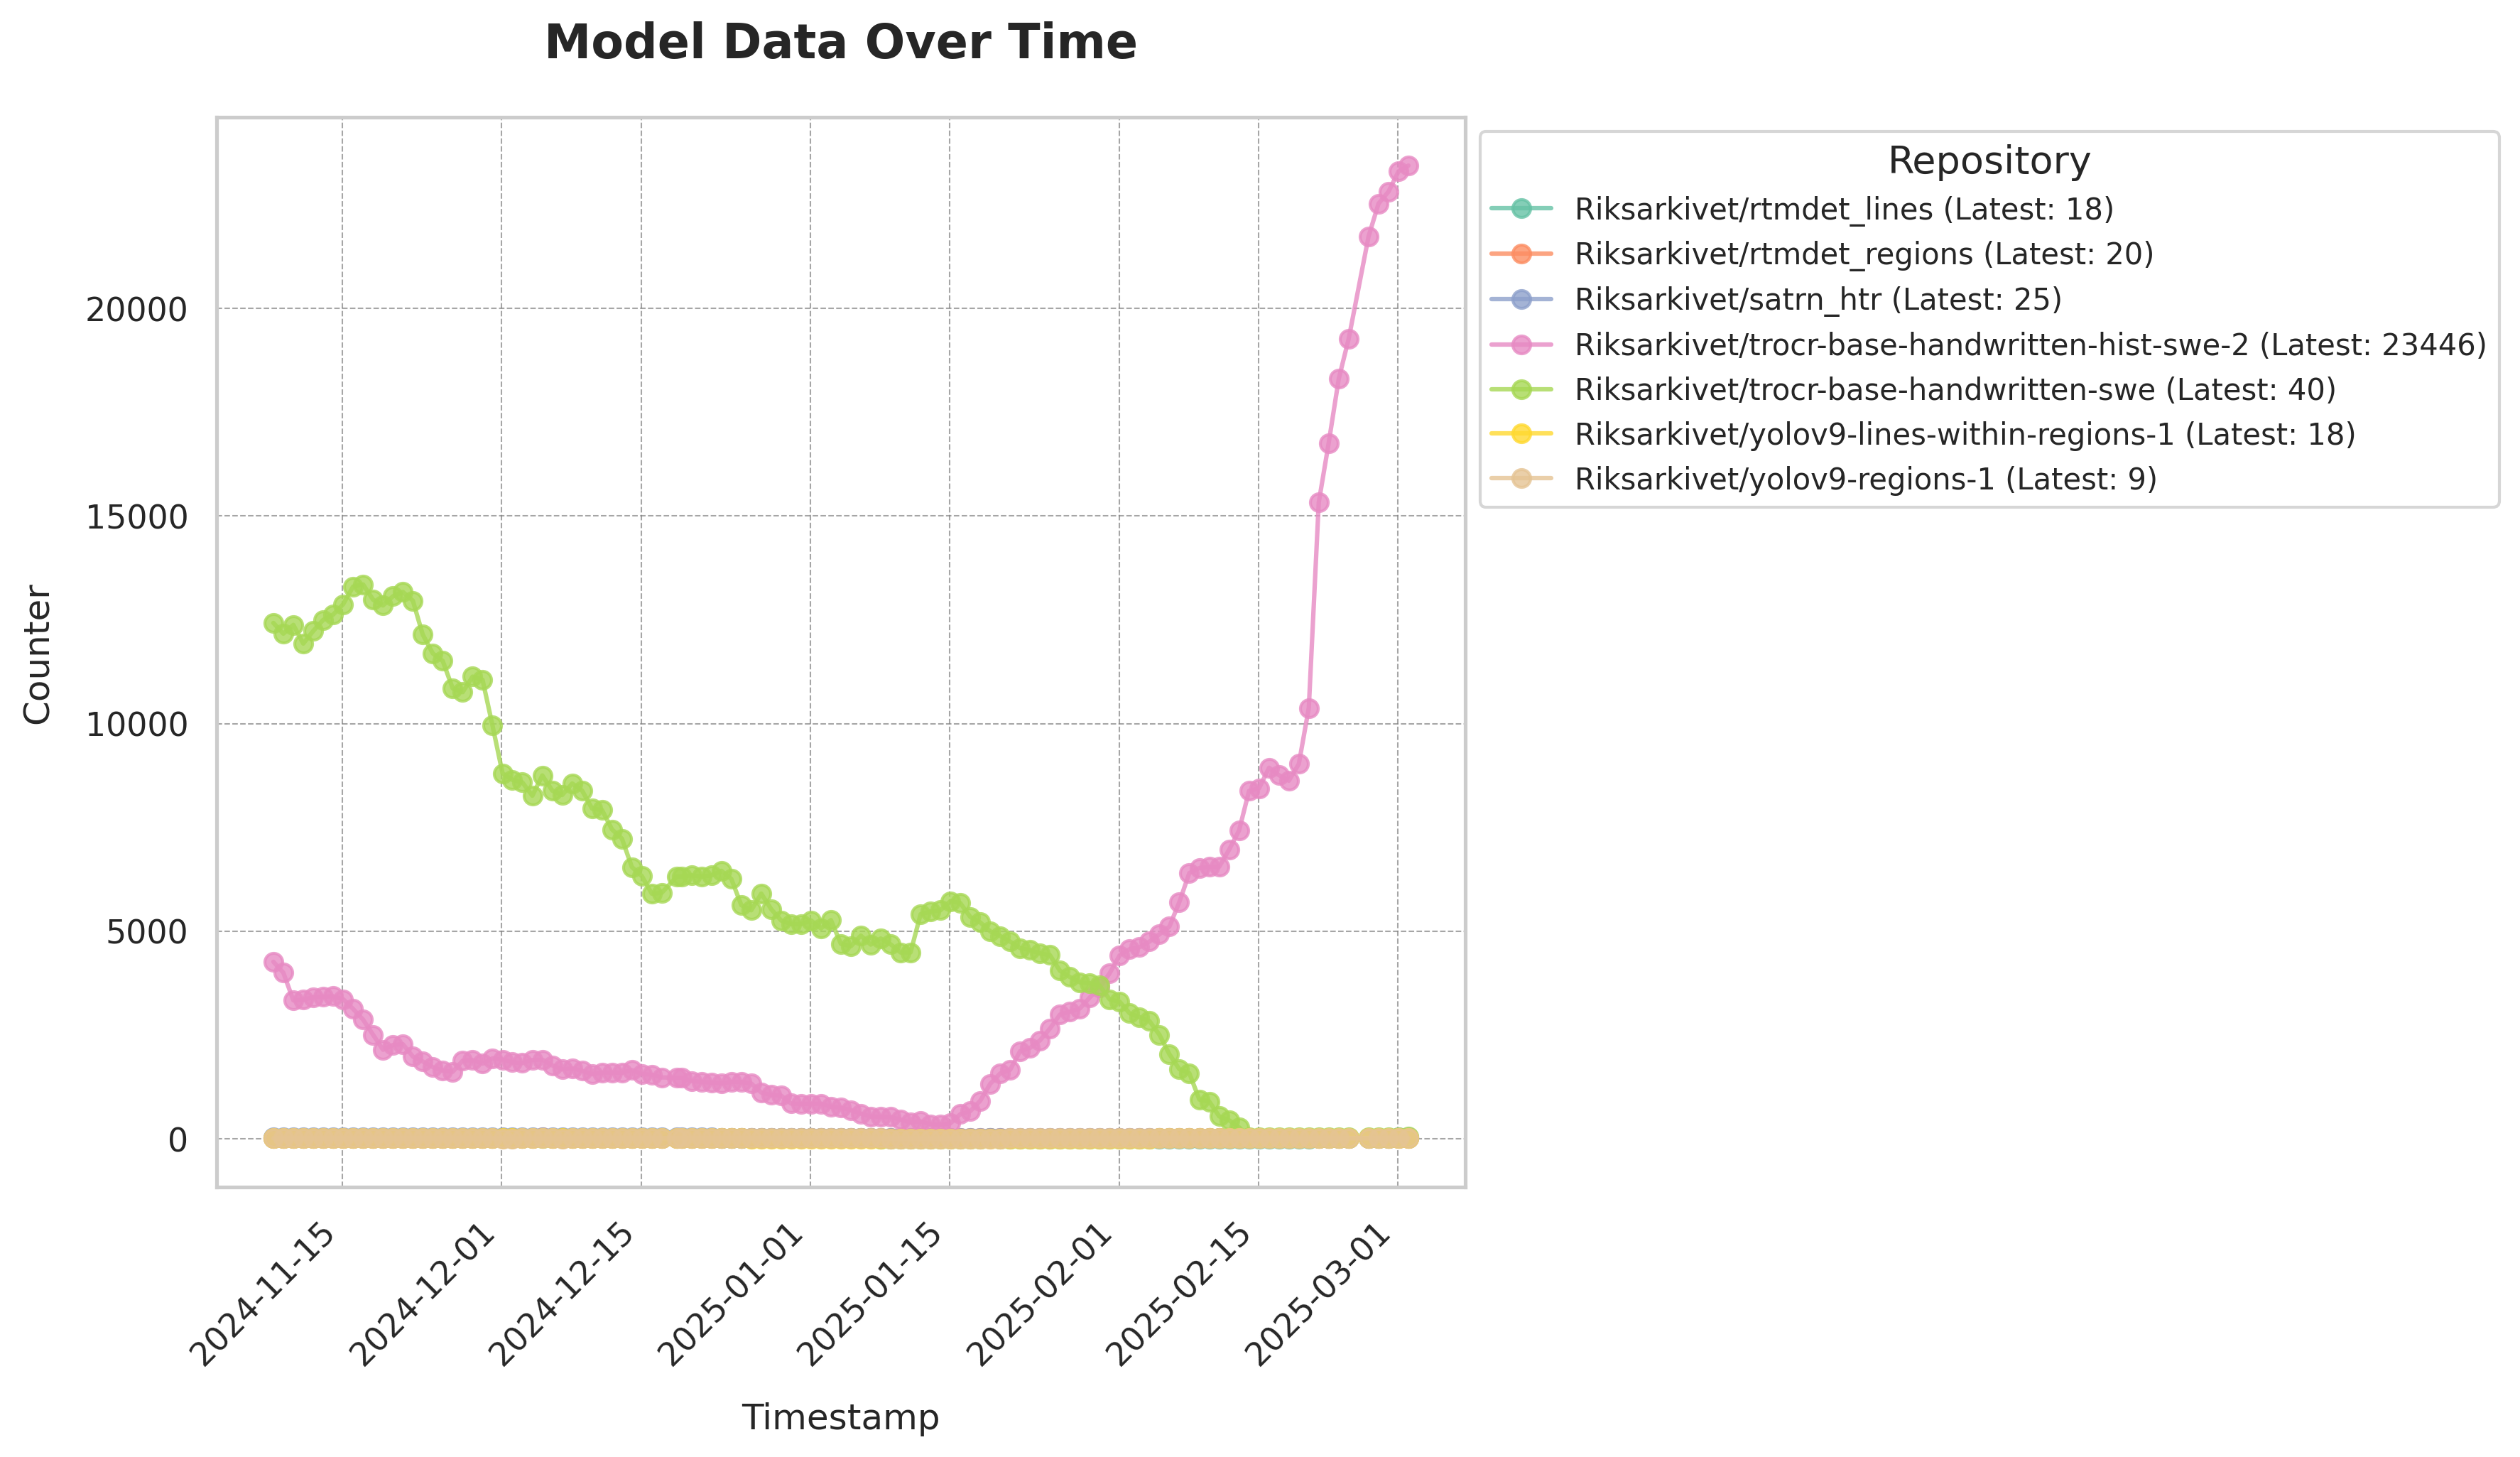 Model Data Over Time
Counter
20000
15000
10000
5000
0
2024-11-15
2024-12-01
2024-12-15
2025-01-01
2025-01-15
2025-02-01
2025-02-15
2025-03-01
Timestamp
Repository
Riksarkivet/rtmdet_lines (Latest: 18)
Riksarkivet/rtmdet_regions (Latest: 20)
Riksarkivet/satrn_htr (Latest: 25)
Riksarkivet/trocr-base-handwritten-hist-swe-2 (Latest: 23446)
Riksarkivet/trocr-base-handwritten-swe (Latest: 40)
Riksarkivet/yolov9-lines-within-regions-1 (Latest: 18)
Riksarkivet/yolov9-regions-1 (Latest: 9)